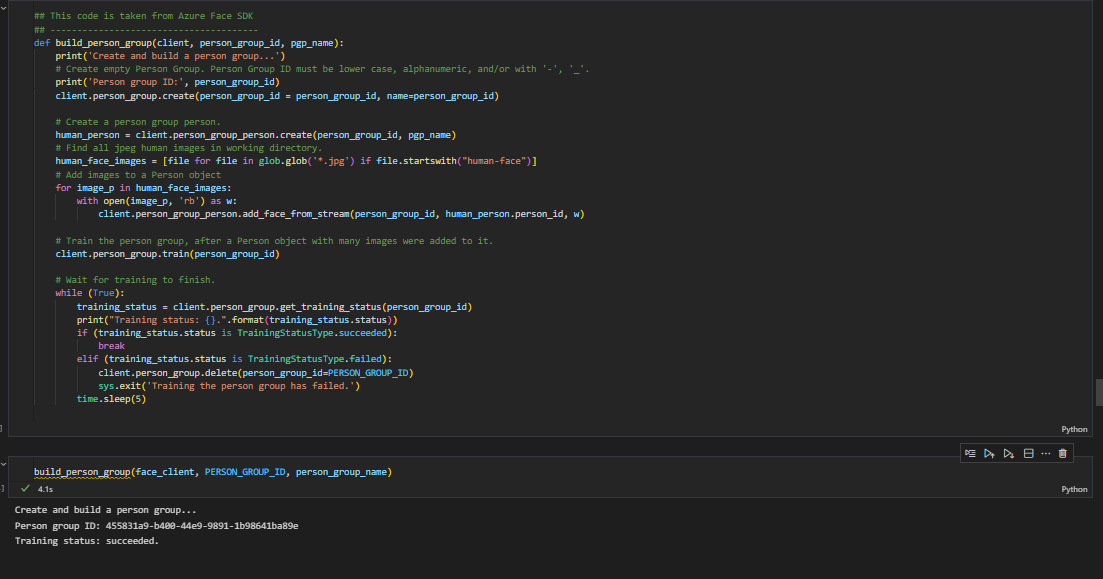 ## This code is taken from Azure Face SDK
## ---------------------------------------
def build_person_group(client, person_group_id, pgp_name):
    print('Create and build a person group...')
    # Create empty Person Group. Person Group ID must be lower case, alphanumeric, and/or with '-', '_'.
    print('Person group ID:', person_group_id)
    client.person_group.create(person_group_id = person_group_id, name=person_group_id)

    # Create a person group person.
    human_person = client.person_group_person.create(person_group_id, pgp_name)
    # Find all jpeg human images in working directory.
    human_face_images = [file for file in glob.glob('*.jpg') if file.startswith("human-face")]
    # Add images to a Person object
    for image_p in human_face_images:
        with open(image_p, 'rb') as w:
            client.person_group_person.add_face_from_stream(person_group_id, human_person.person_id, w)

    # Train the person group, after a Person object with many images were added to it.
    client.person_group.train(person_group_id)

    # Wait for training to finish.
    while (True):
        training_status = client.person_group.get_training_status(person_group_id)
        print("Training status: {}.".format(training_status.status))
        if (training_status.status is TrainingStatusType.succeeded):
            break
        elif (training_status.status is TrainingStatusType.failed):
            client.person_group.delete(person_group_id=PERSON_GROUP_ID)
            sys.exit('Training the person group has failed.')
        time.sleep(5)
Python
build_person_group(face_client, PERSON_GROUP_ID, person_group_name)
4.1s
Python
Create and build a person group...
Person group ID: 455831a9-b400-44e9-9891-1b98641ba89e
Training status: succeeded.